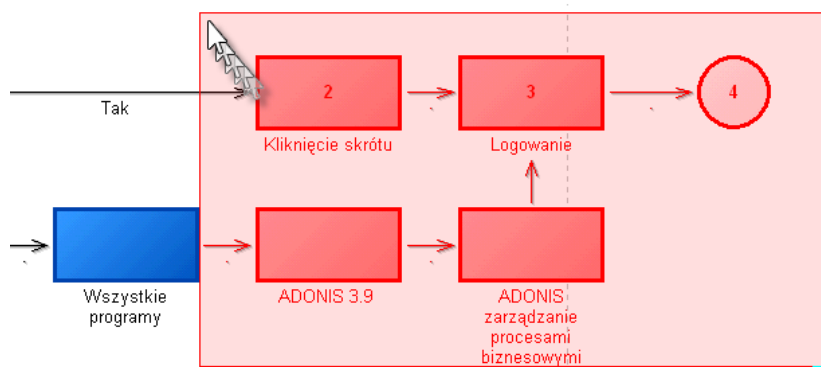 2
3
4
Tak
Kliknięcie skrótu
Logowanie
Wszystkie
programy
ADONIS 3.9
ADONIS
zarządzanie
procesami
biznesowymi